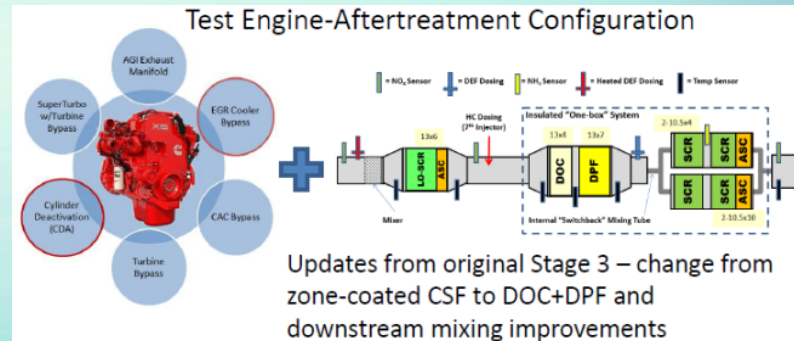 Test Engine-Aftertreatment Configuration
AGI Exhaust
Manifold
SuperTurbo
w/Turbine
Bypass
EGR Cooler
Bypass
Cylinder
Deactivation
(CDA)
CAC Bypass
Turbine
Bypass
= NOx Sensor
= DEF Dosing
= NH3 Sensor
= Heated DEF Dosing
= Temp Sensor
HC Dosing
(7th Injector)
Insulated "One-box" System
2-10.5x4
13x6
13x4
13x7
LO-SCR
ASC
DOC
DPF
SCR
SCR
ASC
SCR
SCR
ASC
Mixer
Internal "Switchback" Mixing Tube
2-10.5x10
Updates from original Stage 3 – change from
zone-coated CSF to DOC+DPF and
downstream mixing improvements